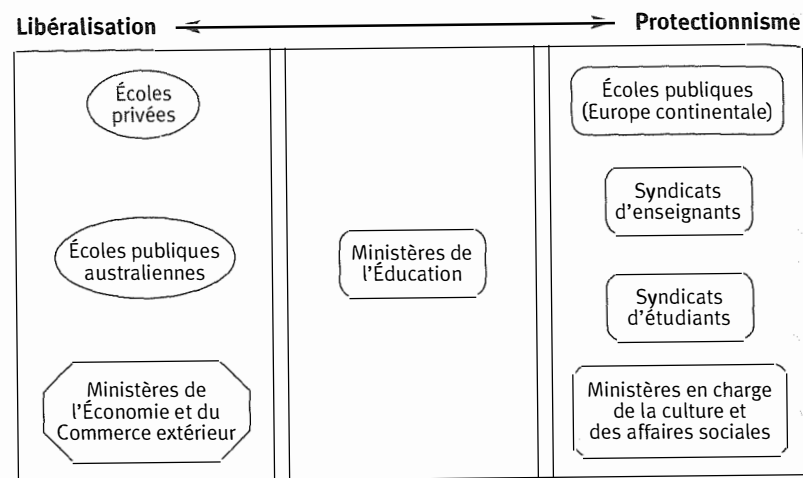 Libéralisation
Protectionnisme
Écoles
privées
Écoles publiques
australiennes
Ministères de
l'Économie et du
Commerce extérieur
Ministères de
l'Éducation
Écoles publiques
(Europe continentale)
Syndicats
d'enseignants
Syndicats
d'étudiants
Ministères en charge
de la culture et
des affaires sociales